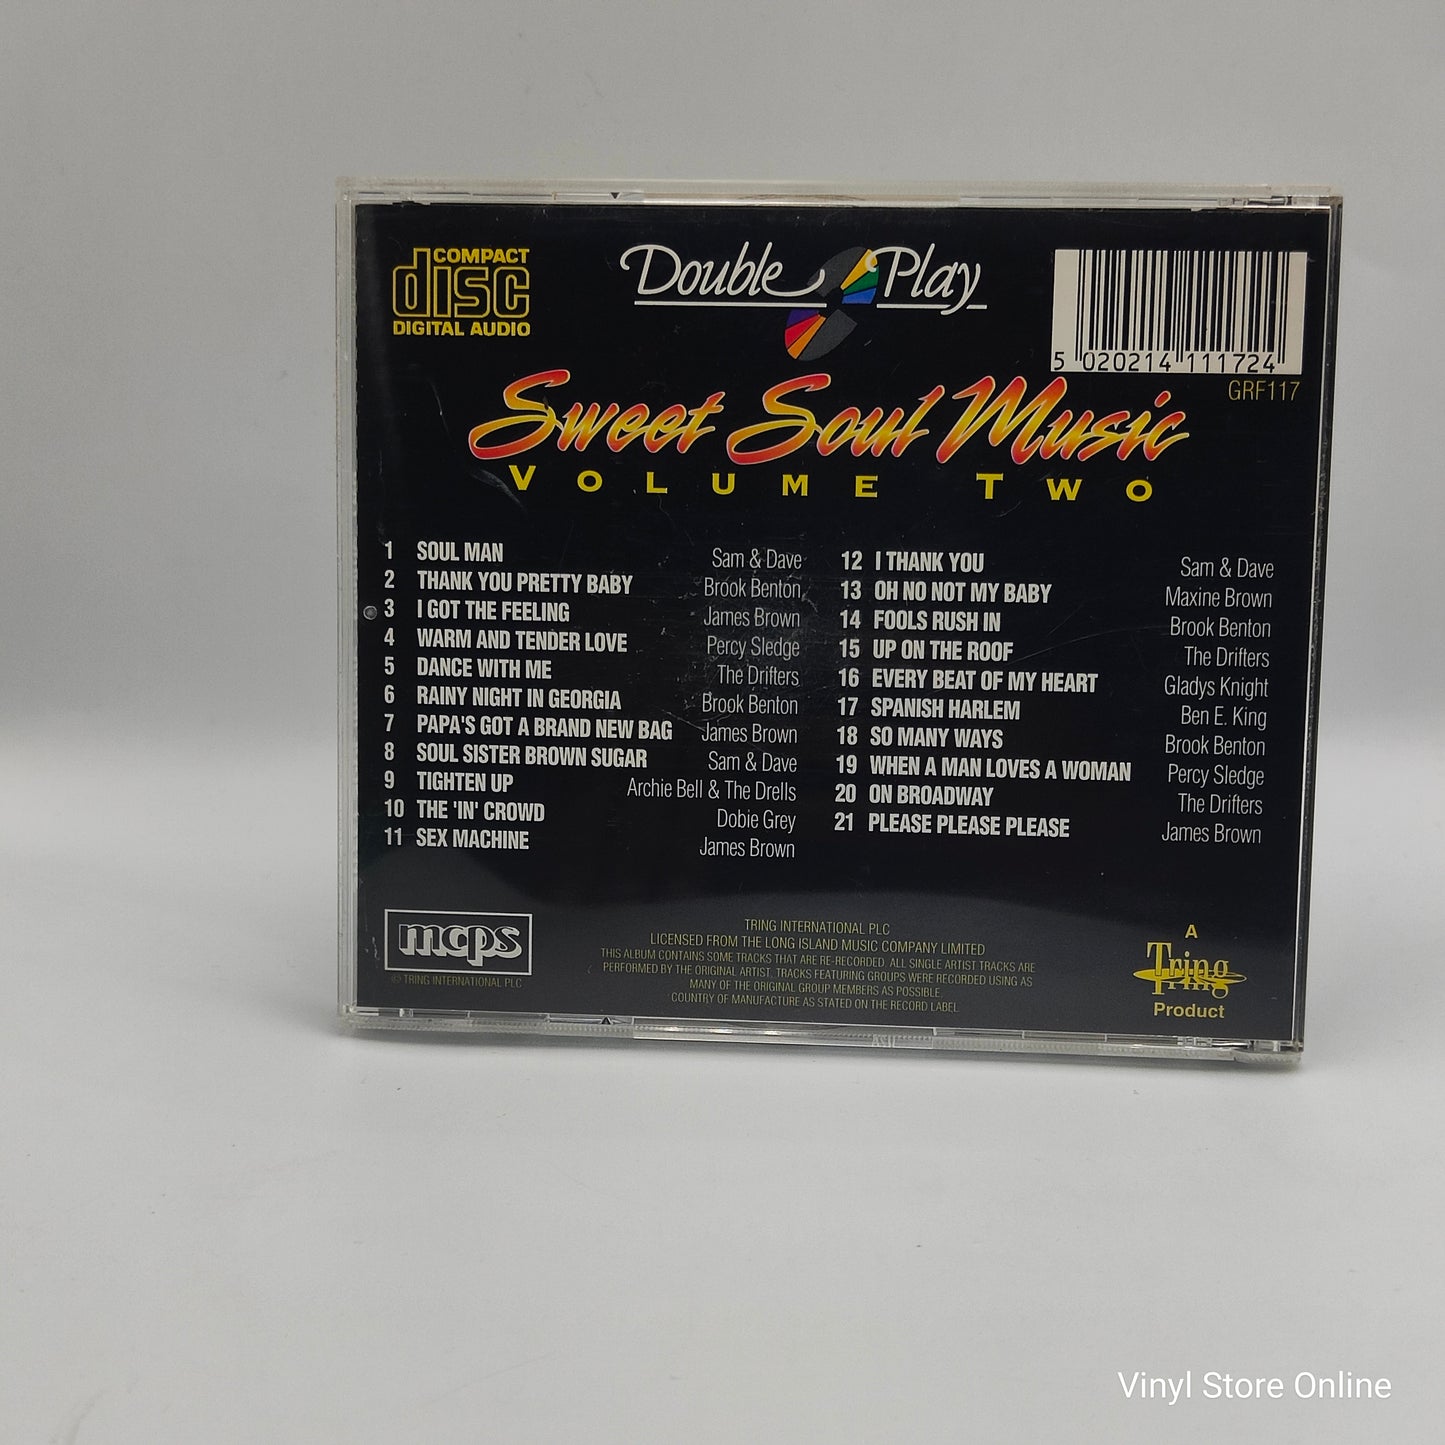 COMPACT
disc
DIGITAL AUDIO
Double Play
5 020214 111724
GRF117
Sweet Soul Music
VOLUME TWO
1 SOUL MAN Sam & Dave
2 THANK YOU PRETTY BABY Brook Benton
3 I GOT THE FEELING James Brown
4 WARM AND TENDER LOVE Percy Sledge
5 DANCE WITH ME The Drifters
6 RAINY NIGHT IN GEORGIA Brook Benton
7 PAPA'S GOT A BRAND NEW BAG James Brown
8 SOUL SISTER BROWN SUGAR Sam & Dave
9 TIGHTEN UP Archie Bell & The Drells
10 THE 'IN' CROWD Dobie Grey
11 SEX MACHINE James Brown
12 I THANK YOU Sam & Dave
13 OH NO NOT MY BABY Maxine Brown
14 FOOLS RUSH IN Brook Benton
15 UP ON THE ROOF The Drifters
16 EVERY BEAT OF MY HEART Gladys Knight
17 SPANISH HARLEM Ben E. King
18 SO MANY WAYS Brook Benton
19 WHEN A MAN LOVES A WOMAN Percy Sledge
20 ON BROADWAY The Drifters
21 PLEASE PLEASE PLEASE James Brown
mcps
TRING INTERNATIONAL PLC
TRING INTERNATIONAL PLC
LICENSED FROM THE LONG ISLAND MUSIC COMPANY LIMITED
THIS ALBUM CONTAINS SOME TRACKS THAT ARE RE-RECORDED. ALL SINGLE ARTIST TRACKS ARE
PERFORMED BY THE ORIGINAL ARTIST. TRACKS FEATURING GROUPS WERE RECORDED USING AS
MANY OF THE ORIGINAL GROUP MEMBERS AS POSSIBLE.
COUNTRY OF MANUFACTURE AS STATED ON THE RECORD LABEL.
A
Tring
Product
Vinyl Store Online